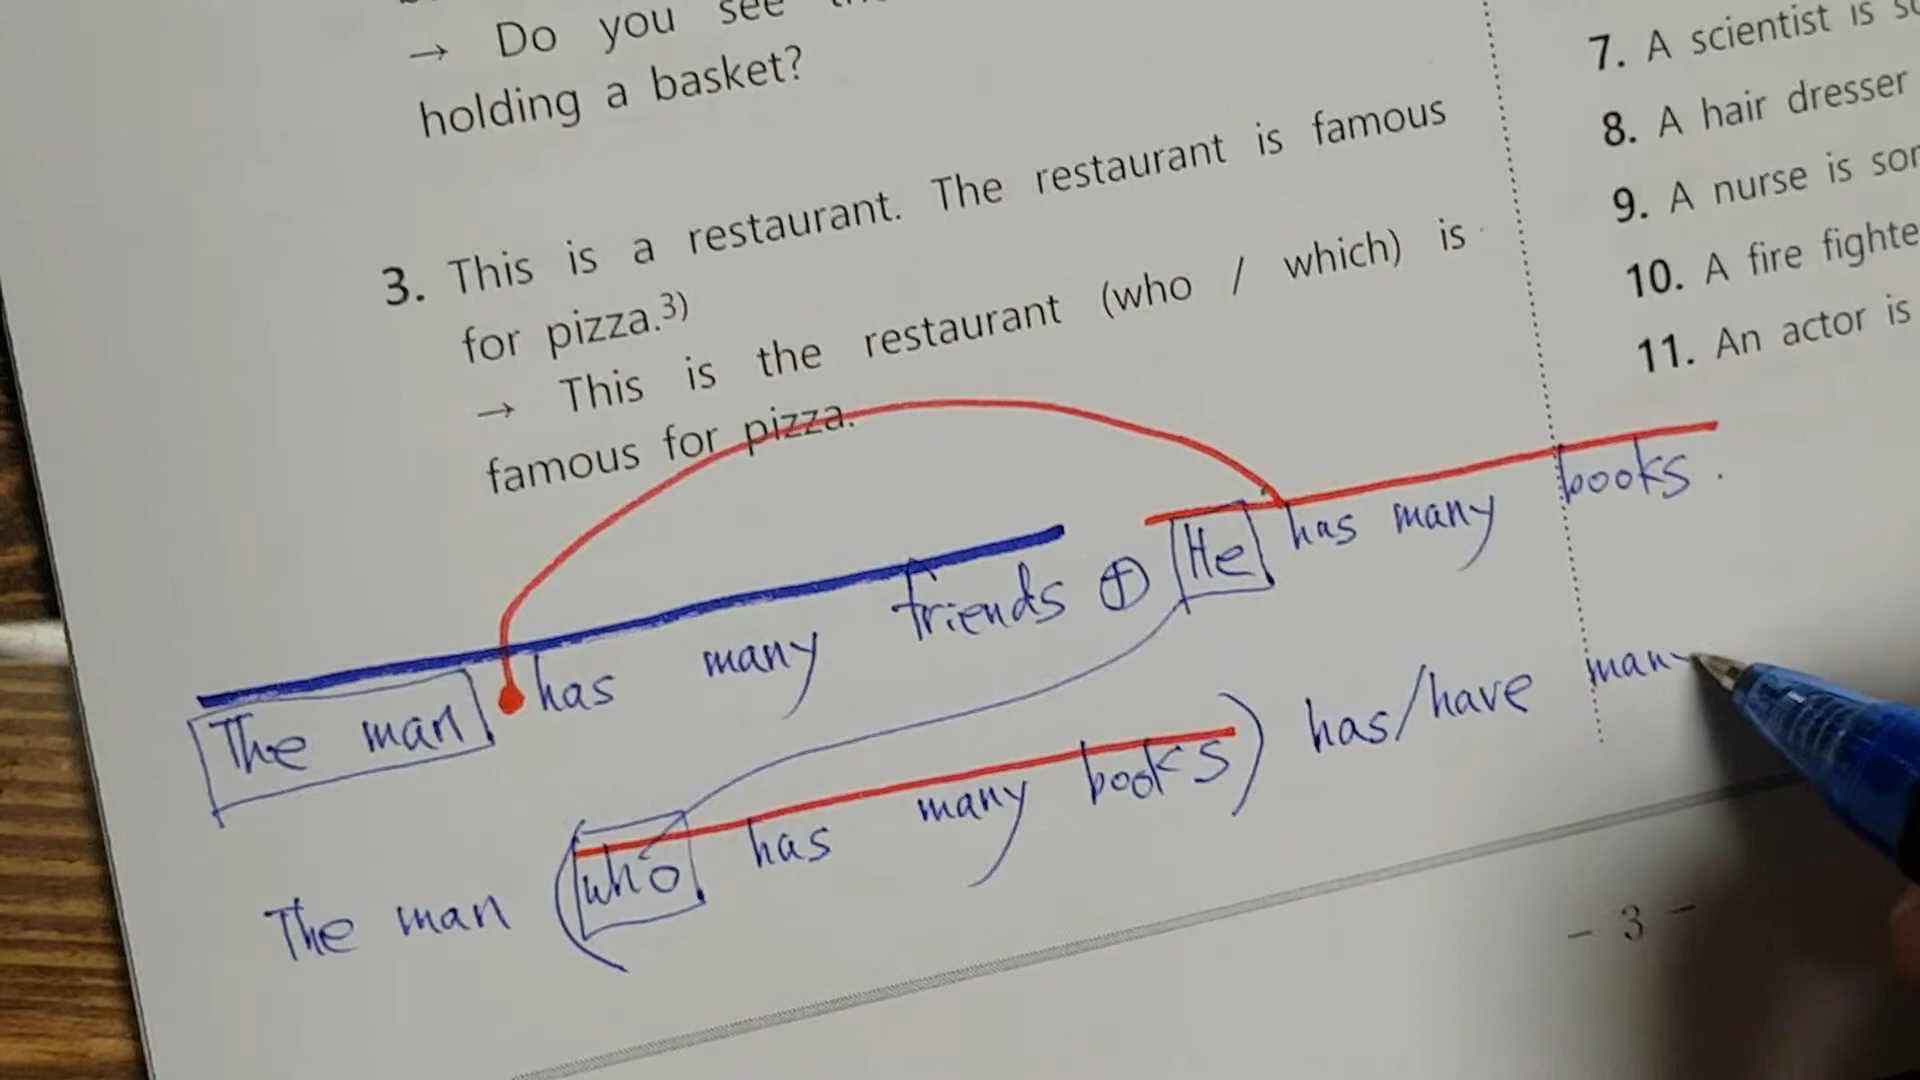 → Do you see
holding a basket?
3. This is a restaurant. The restaurant is famous
for pizza.3)
→ This is the restaurant (who / which) is
famous for pizza.
7. A scientist is
8. A hair dresser
9. A nurse is
10. A fire
11. An actor is
The man has many friends ⊕ He has many books.
The man (who has many books) has/have many
- 3 -